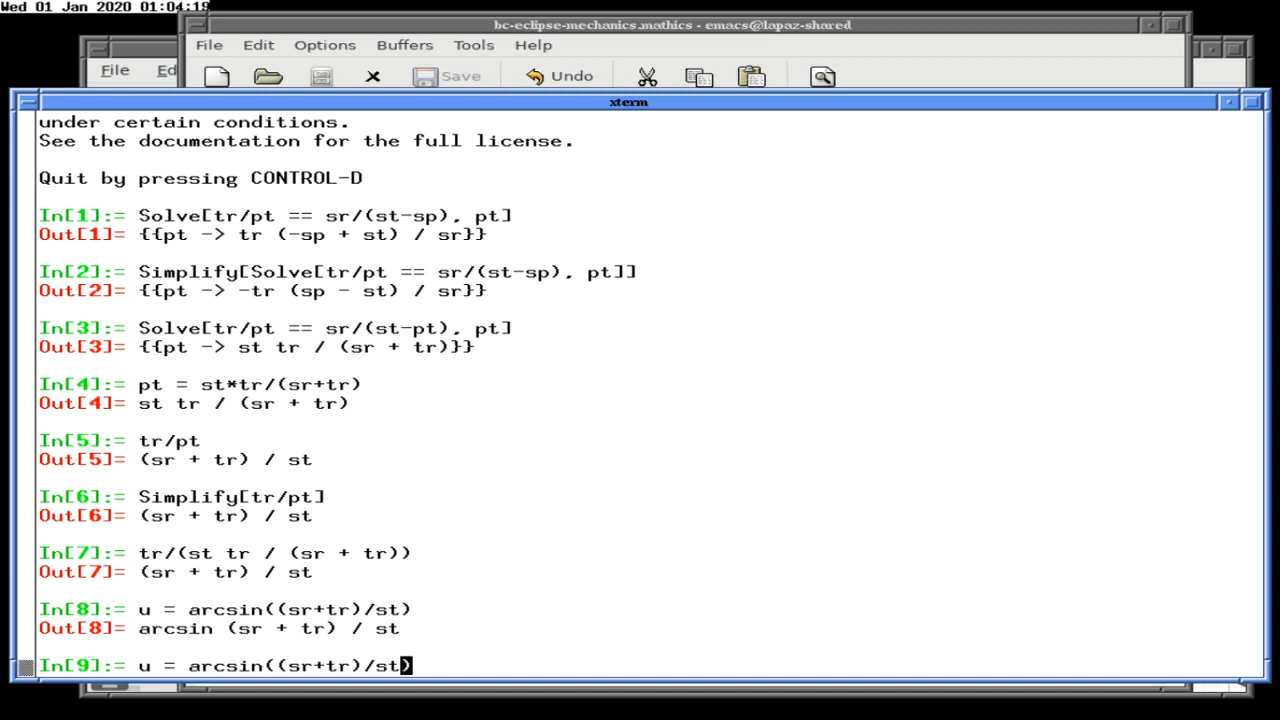 Wed 01 Jan 2020 01:04:19
bc-eclipse-mechanics.mathics - emacs@lapaz-shared
File Edit Options Buffers Tools Help
File Ed
Save Undo
xterm
under certain conditions.
See the documentation for the full license.
Quit by pressing CONTROL-D
In[1]:= Solve[tr/pt == sr/(st-sp), pt]
Out[1]= {{pt -> tr (-sp + st) / sr}}
In[2]:= Simplify[Solve[tr/pt == sr/(st-sp), pt]]
Out[2]= {{pt -> -tr (sp - st) / sr}}
In[3]:= Solve[tr/pt == sr/(st-pt), pt]
Out[3]= {{pt -> st tr / (sr + tr)}}
In[4]:= pt = st*tr/(sr+tr)
Out[4]= st tr / (sr + tr)
In[5]:= tr/pt
Out[5]= (sr + tr) / st
In[6]:= Simplify[tr/pt]
Out[6]= (sr + tr) / st
In[7]:= tr/(st tr / (sr + tr))
Out[7]= (sr + tr) / st
In[8]:= u = arcsin((sr+tr)/st)
Out[8]= arcsin (sr + tr) / st
In[9]:= u = arcsin((sr+tr)/st)